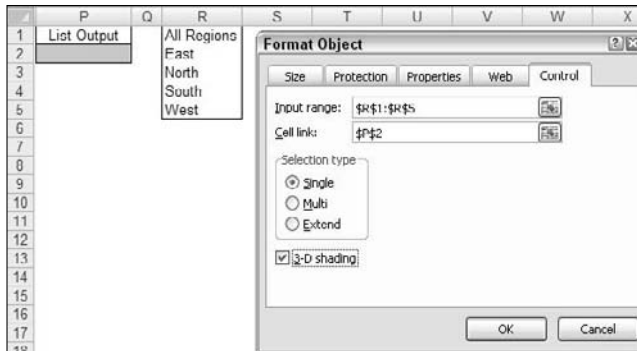 P Q R S T U V W X
1 List Output All Regions
2 East
3 North
4 South
5 West
6
7
8
9
10
11
12
13
14
15
16
17
18
Format Object
Size Protection Properties Web Control
Input range: $R$1:$R$5
Cell link: $P$2
Selection type
Single
Multi
Extend
3-D shading
OK Cancel